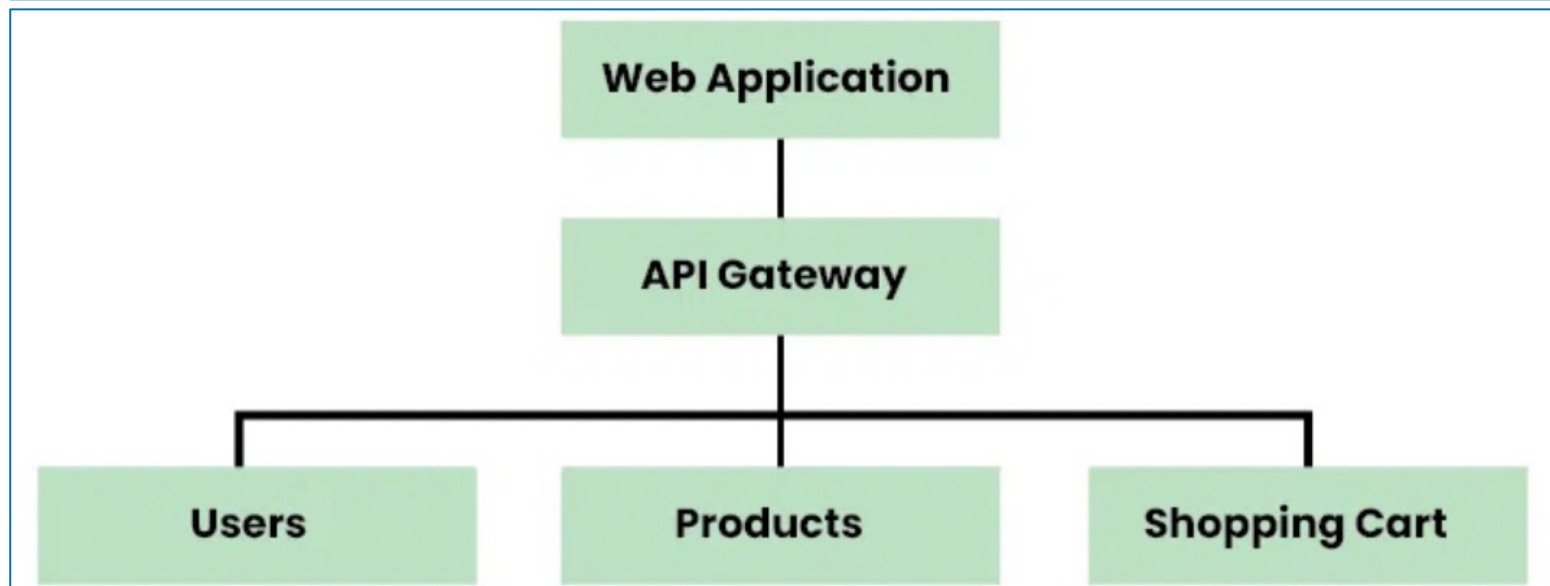 Web Application
API Gateway
Users
Products
Shopping Cart